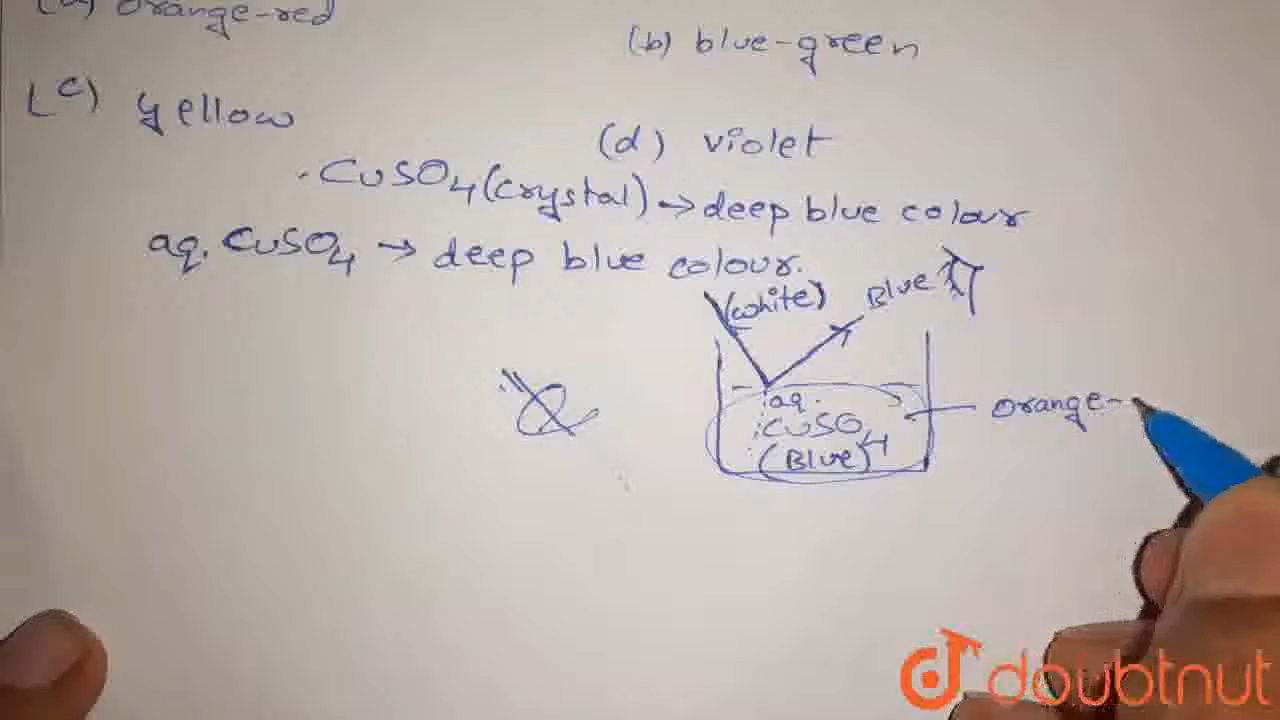 (a) orange-red
(b) blue-green
(c) yellow
(d) violet
CuSO4 (crystal) → deep blue colour
aq. CuSO4 → deep blue colour.
(white)
Blue
aq.
CuSO4
(Blue)
orange-
doubtnut